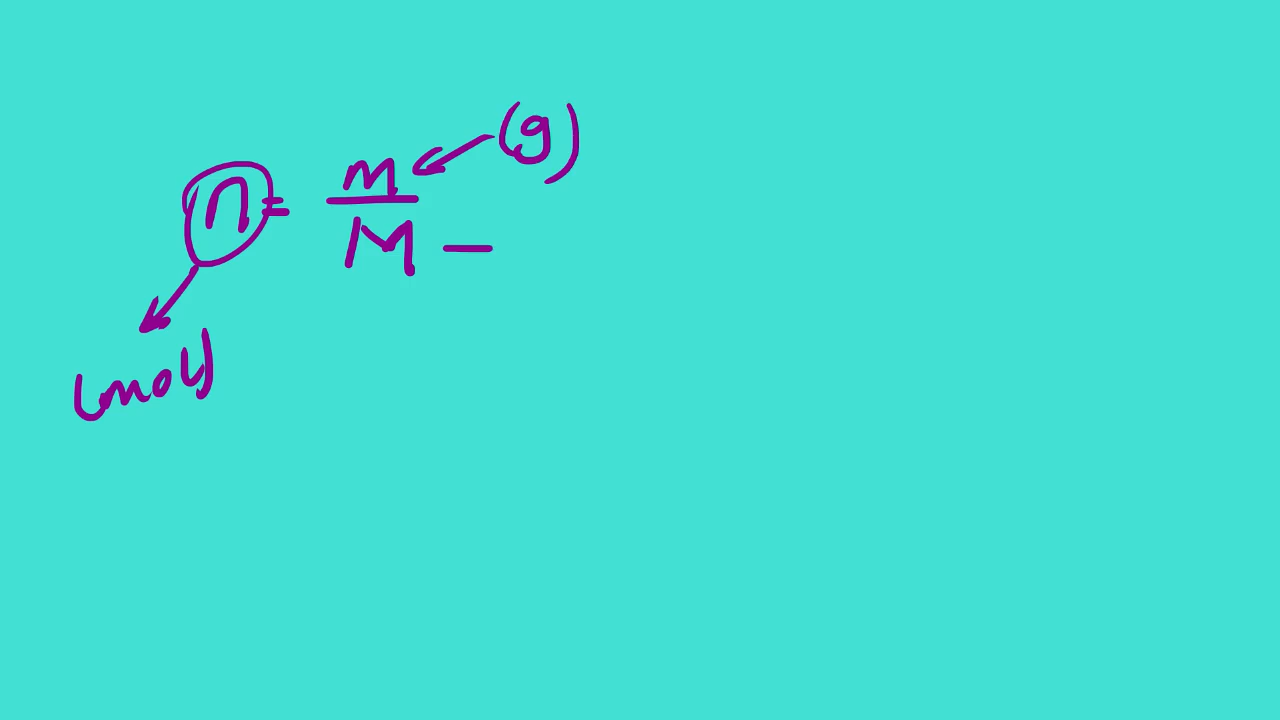 (g)
n = m/M –
(mol)